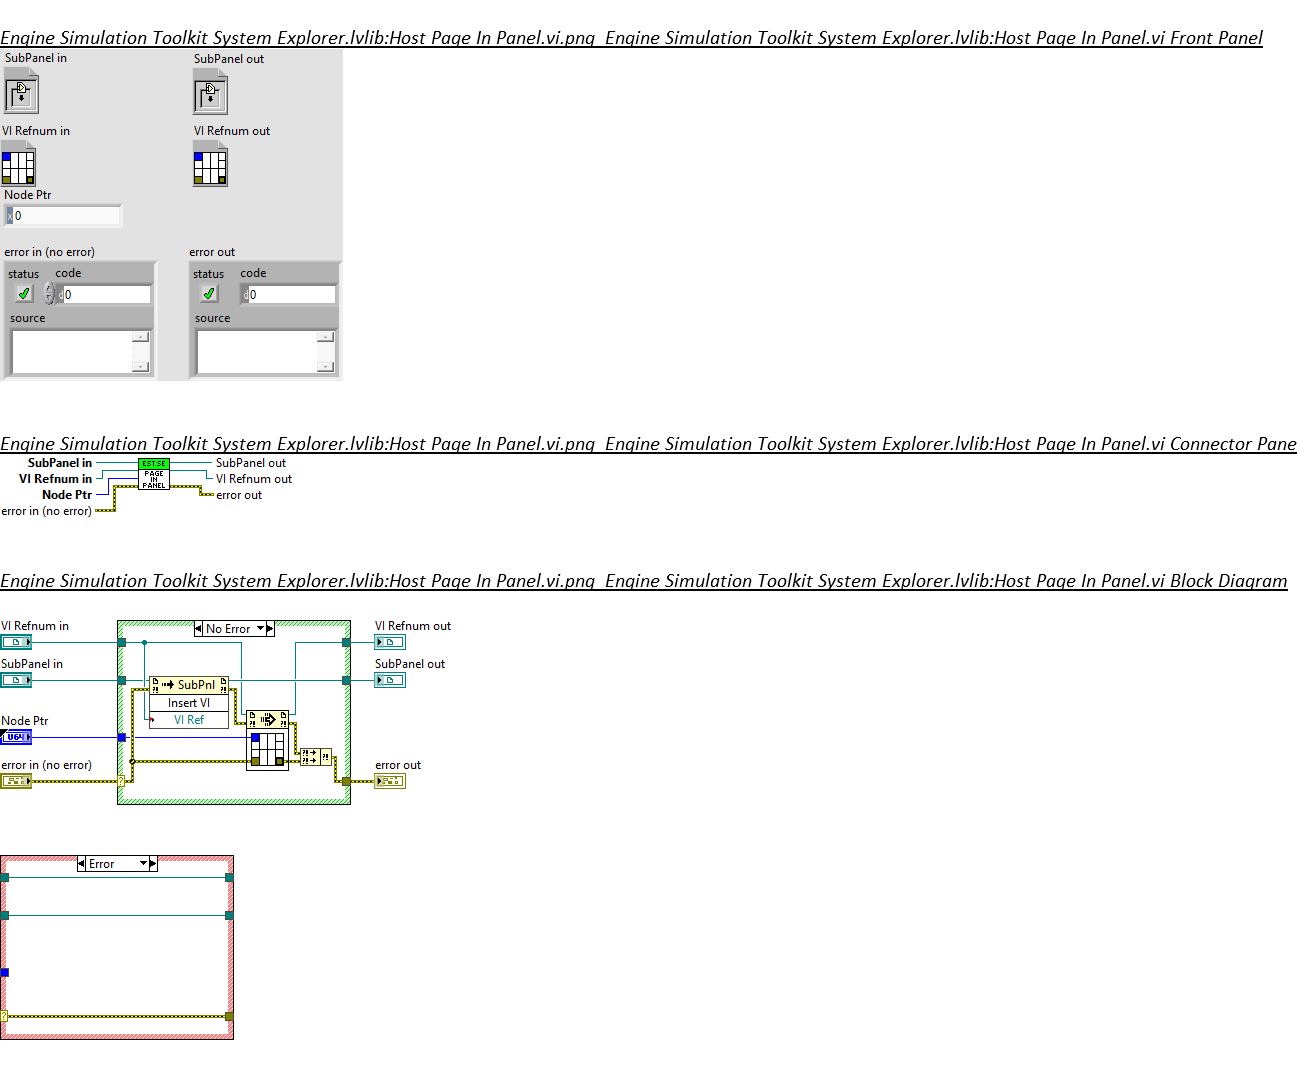 Engine Simulation Toolkit System Explorer.lvlib:Host Page In Panel.vi.png  Engine Simulation Toolkit System Explorer.lvlib:Host Page In Panel.vi Front Panel
SubPanel in
SubPanel out
VI Refnum in
VI Refnum out
Node Ptr
x 0
error in (no error)
error out
status code
status code
d 0
d 0
source
source
Engine Simulation Toolkit System Explorer.lvlib:Host Page In Panel.vi.png  Engine Simulation Toolkit System Explorer.lvlib:Host Page In Panel.vi Connector Pane
SubPanel in
VI Refnum in
Node Ptr
error in (no error)
EST SE
PAGE
IN
PANEL
SubPanel out
VI Refnum out
error out
Engine Simulation Toolkit System Explorer.lvlib:Host Page In Panel.vi.png  Engine Simulation Toolkit System Explorer.lvlib:Host Page In Panel.vi Block Diagram
VI Refnum in
SubPanel in
Node Ptr
U64
error in (no error)
No Error
SubPnl
Insert VI
VI Ref
?!
?!
?!
?!
?!
?!
?!
?
VI Refnum out
SubPanel out
error out
Error
?